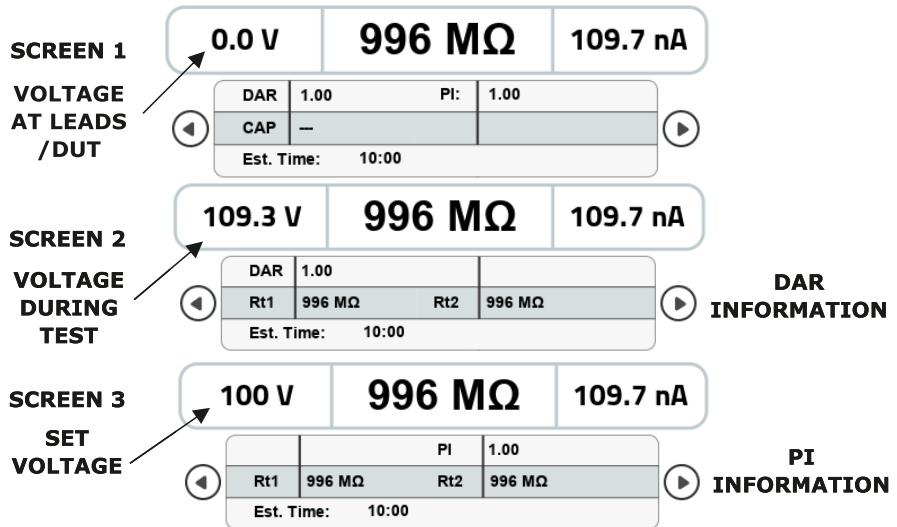 SCREEN 1
VOLTAGE
AT LEADS
/DUT
0.0 V 996 MΩ 109.7 nA
DAR 1.00 PI: 1.00
CAP ---
Est. Time: 10:00
SCREEN 2
VOLTAGE
DURING
TEST
109.3 V 996 MΩ 109.7 nA
DAR 1.00
Rt1 996 MΩ Rt2 996 MΩ
Est. Time: 10:00
DAR
INFORMATION
SCREEN 3
SET
VOLTAGE
100 V 996 MΩ 109.7 nA
PI 1.00
Rt1 996 MΩ Rt2 996 MΩ
Est. Time: 10:00
PI
INFORMATION